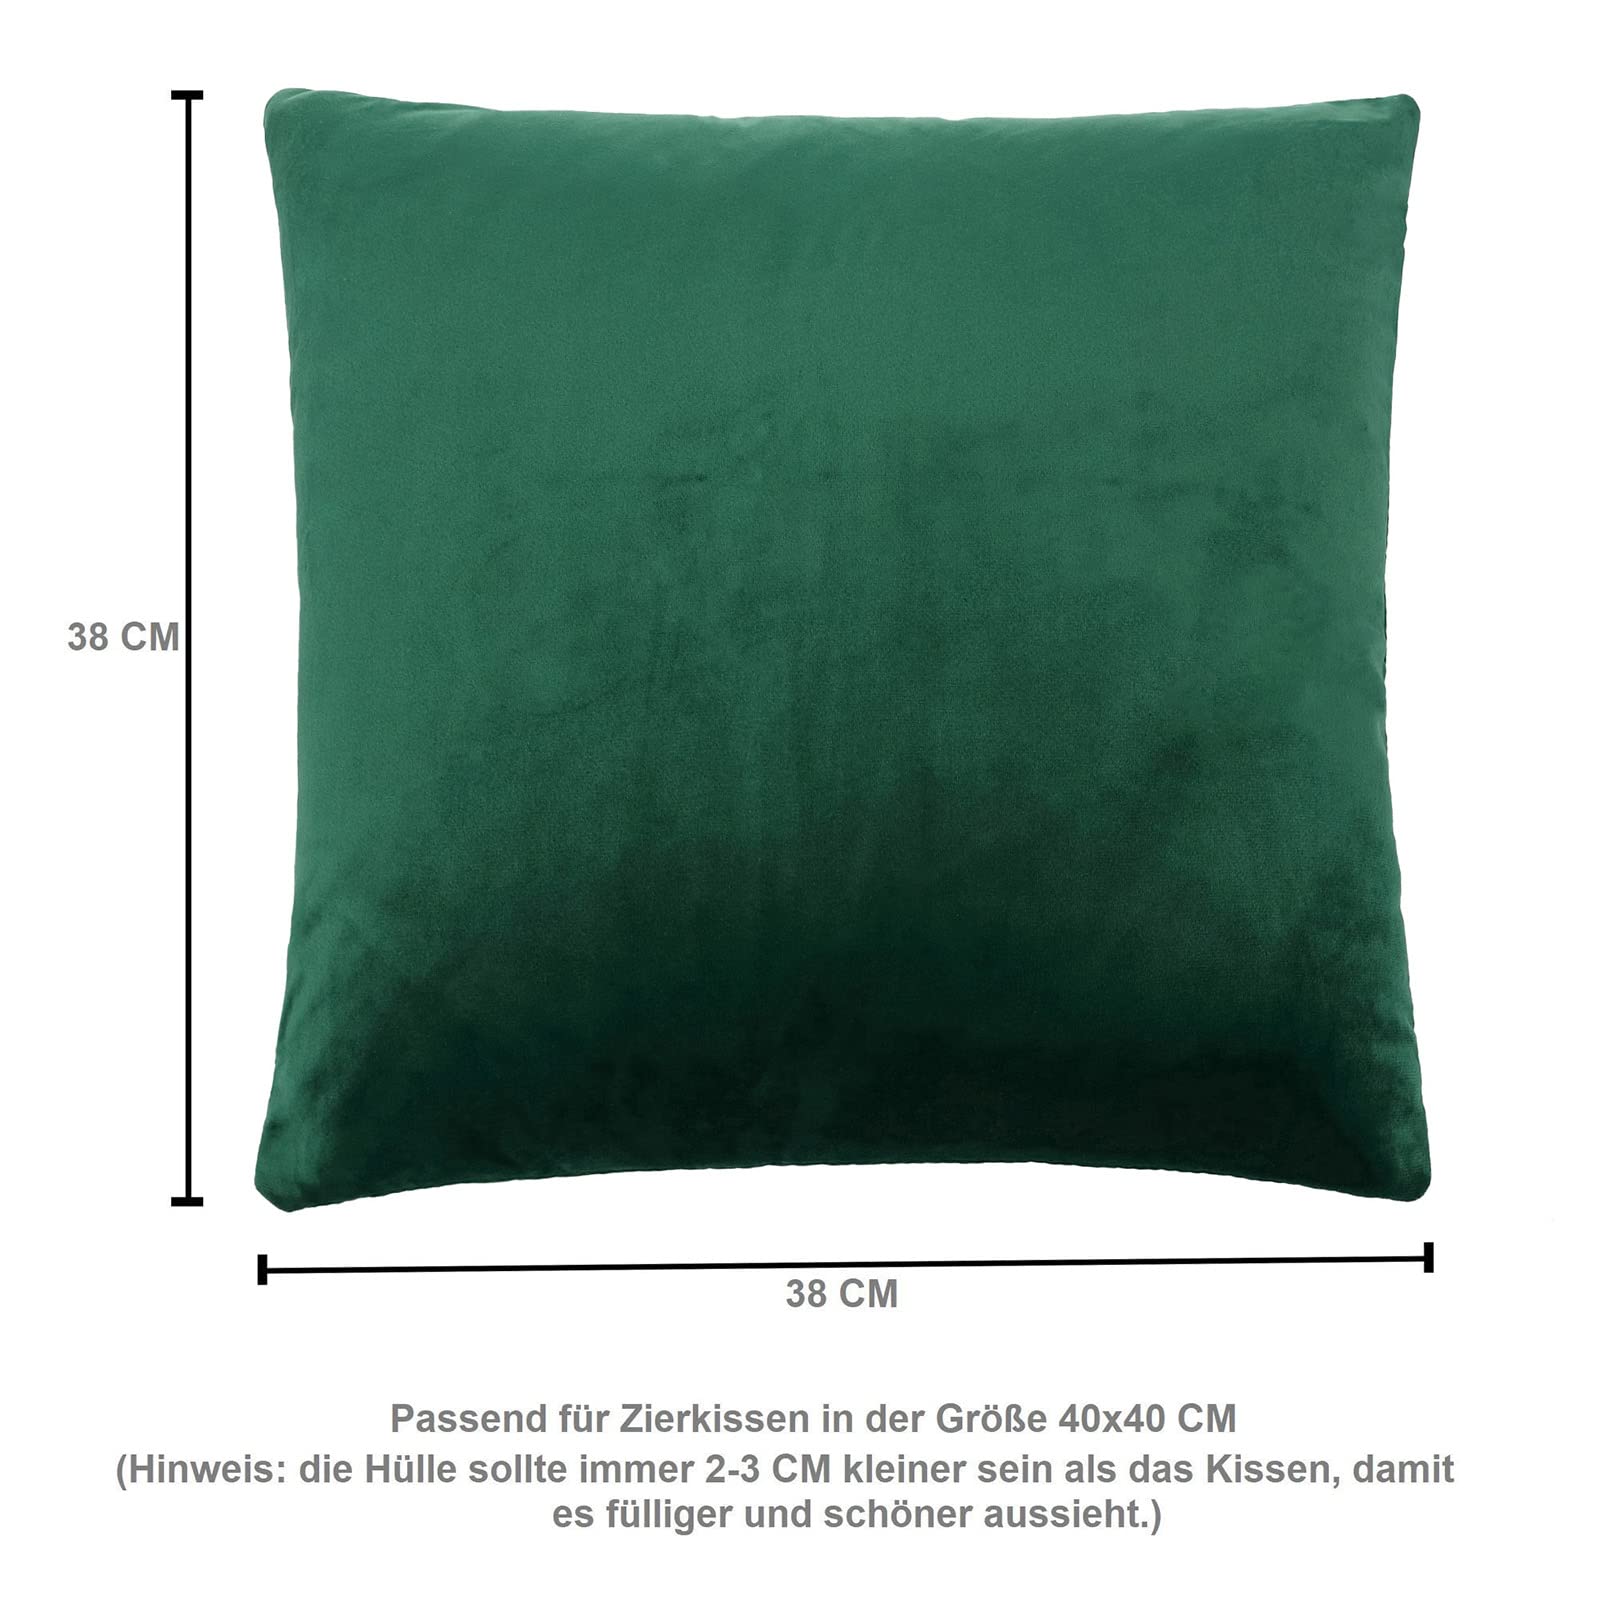 38 CM
38 CM
Passend für Zierkissen in der Größe 40x40 CM
(Hinweis: die Hülle sollte immer 2-3 CM kleiner sein als das Kissen, damit
es fülliger und schöner aussieht.)